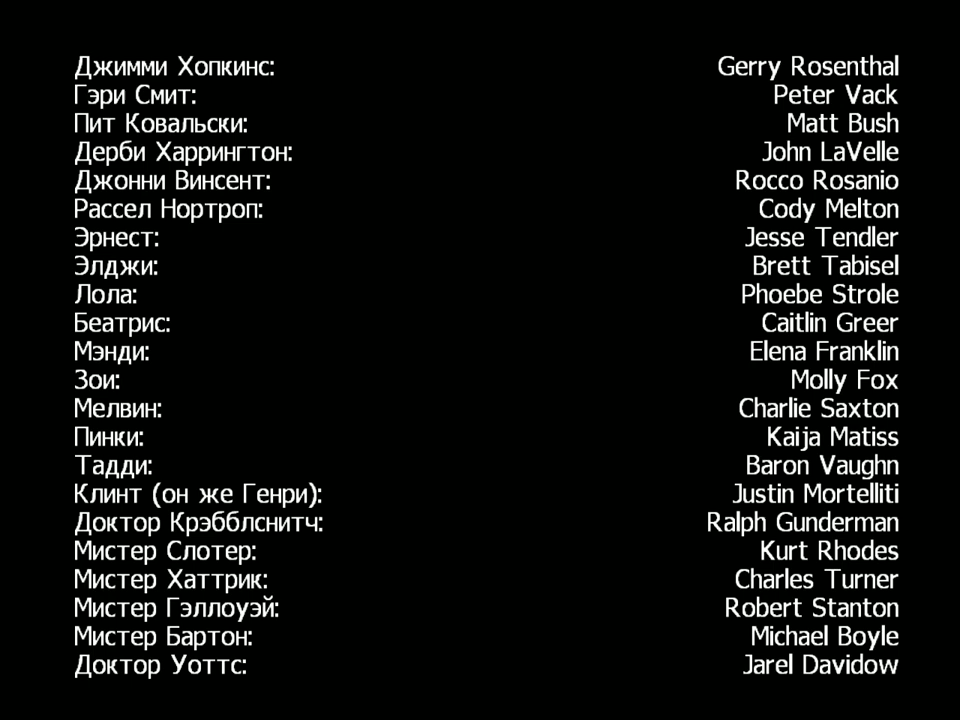 Джимми Хопкинс: Gerry Rosenthal
Гэри Смит: Peter Vack
Пит Ковальски: Matt Bush
Дерби Харрингтон: John LaVelle
Джонни Винсент: Rocco Rosanio
Рассел Нортроп: Cody Melton
Эрнест: Jesse Tendler
Элджи: Brett Tabisel
Лола: Phoebe Strole
Беатрис: Caitlin Greer
Мэнди: Elena Franklin
Зои: Molly Fox
Мелвин: Charlie Saxton
Пинки: Kaija Matiss
Тадди: Baron Vaughn
Клинт (он же Генри): Justin Mortelliti
Доктор Крэбблснитч: Ralph Gunderman
Мистер Слотер: Kurt Rhodes
Мистер Хаттрик: Charles Turner
Мистер Гэллоуэй: Robert Stanton
Мистер Бартон: Michael Boyle
Доктор Уоттс: Jarel Davidow